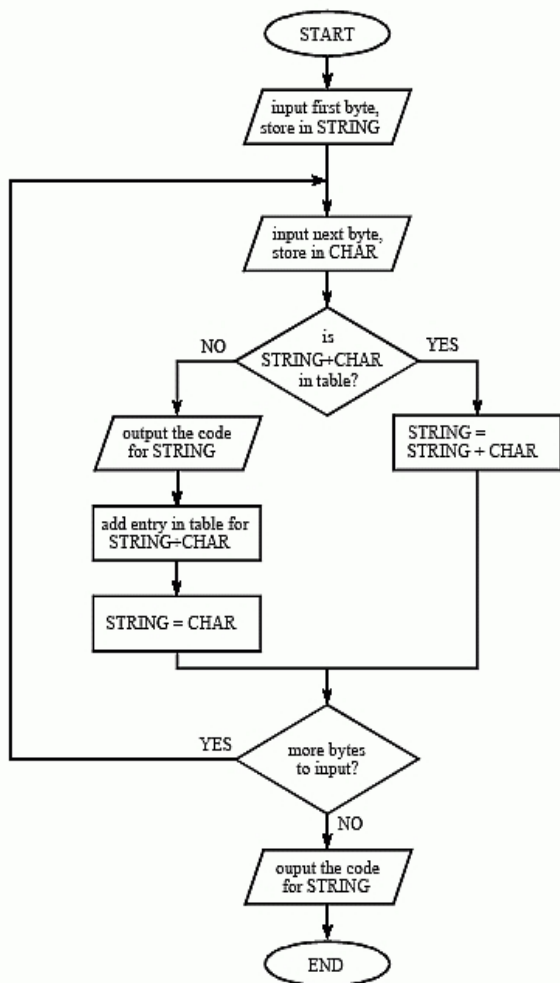 START
input first byte,
store in STRING
input next byte,
store in CHAR
is
STRING+CHAR
in table?
NO
YES
output the code
for STRING
STRING =
STRING + CHAR
add entry in table for
STRING+CHAR
STRING = CHAR
YES
more bytes
to input?
NO
ouput the code
for STRING
END